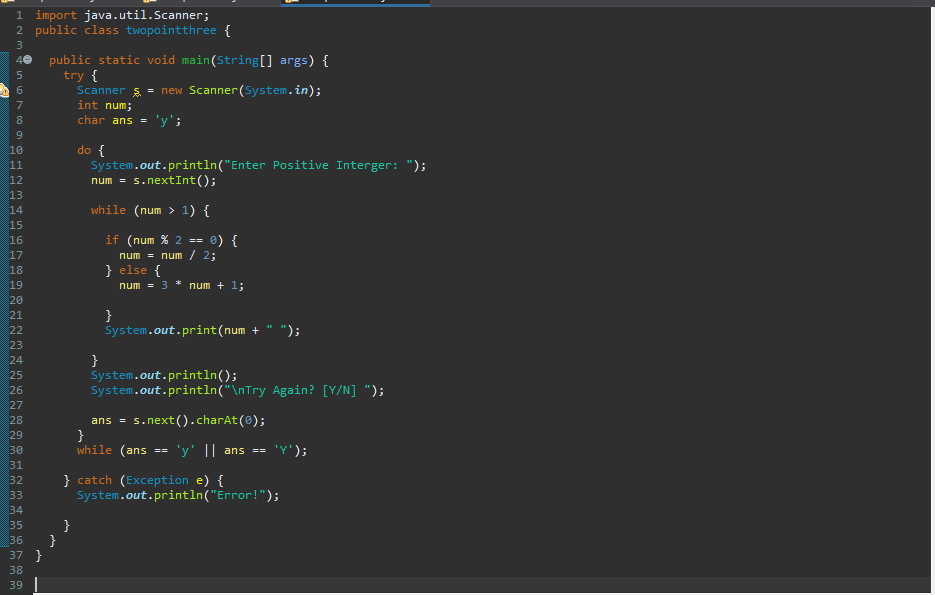 1 import java.util.Scanner;
2 public class twopointthree {
3
4 public static void main(String[] args) {
5 try {
6 Scanner s = new Scanner(System.in);
7 int num;
8 char ans = 'y';
9
10 do {
11 System.out.println("Enter Positive Interger: ");
12 num = s.nextInt();
13
14 while (num > 1) {
15
16 if (num % 2 == 0) {
17 num = num / 2;
18 } else {
19 num = 3 * num + 1;
20
21 }
22 System.out.print(num + " ");
23
24 }
25 System.out.println();
26 System.out.println("\nTry Again? [Y/N] ");
27
28 ans = s.next().charAt(0);
29 }
30 while (ans == 'y' || ans == 'Y');
31
32 } catch (Exception e) {
33 System.out.println("Error!");
34
35 }
36 }
37 }
38
39